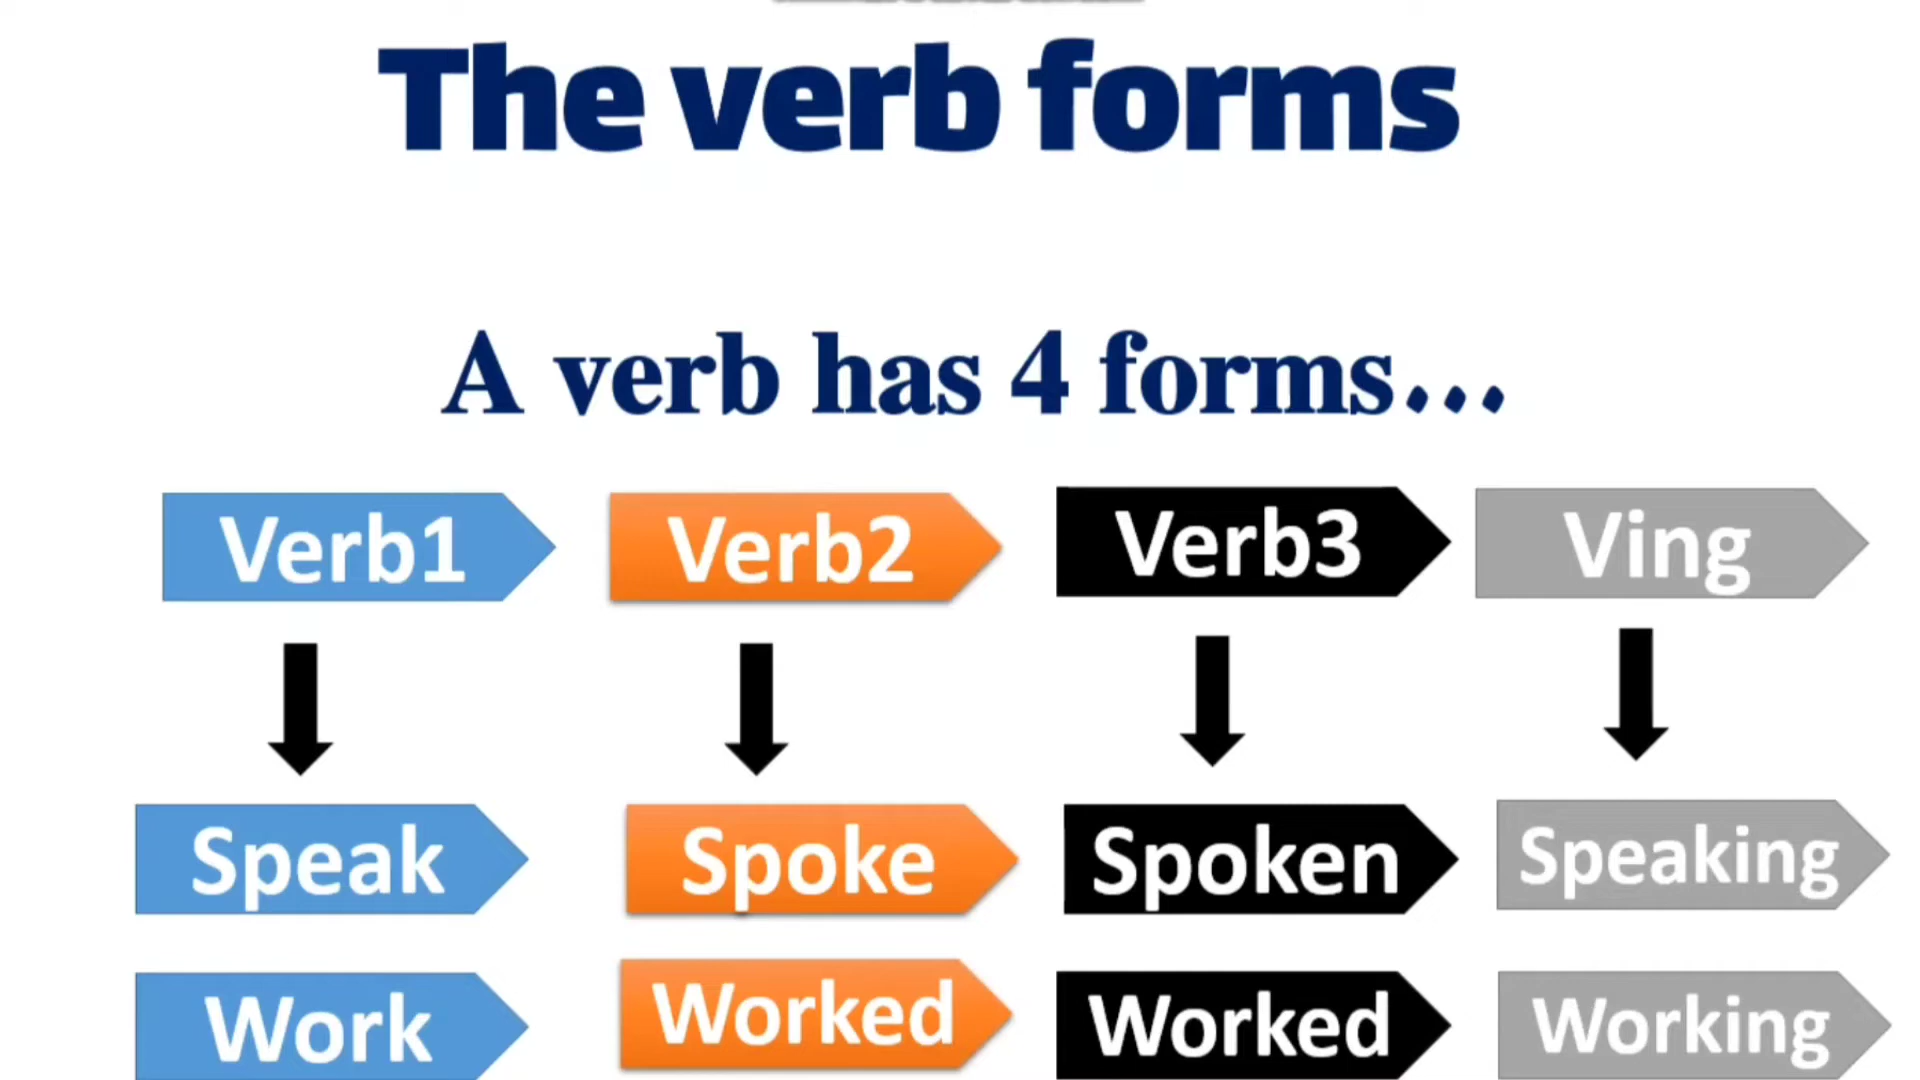 The verb forms
A verb has 4 forms...
Verb1 Verb2 Verb3 Ving
Speak Spoke Spoken Speaking
Work Worked Worked Working